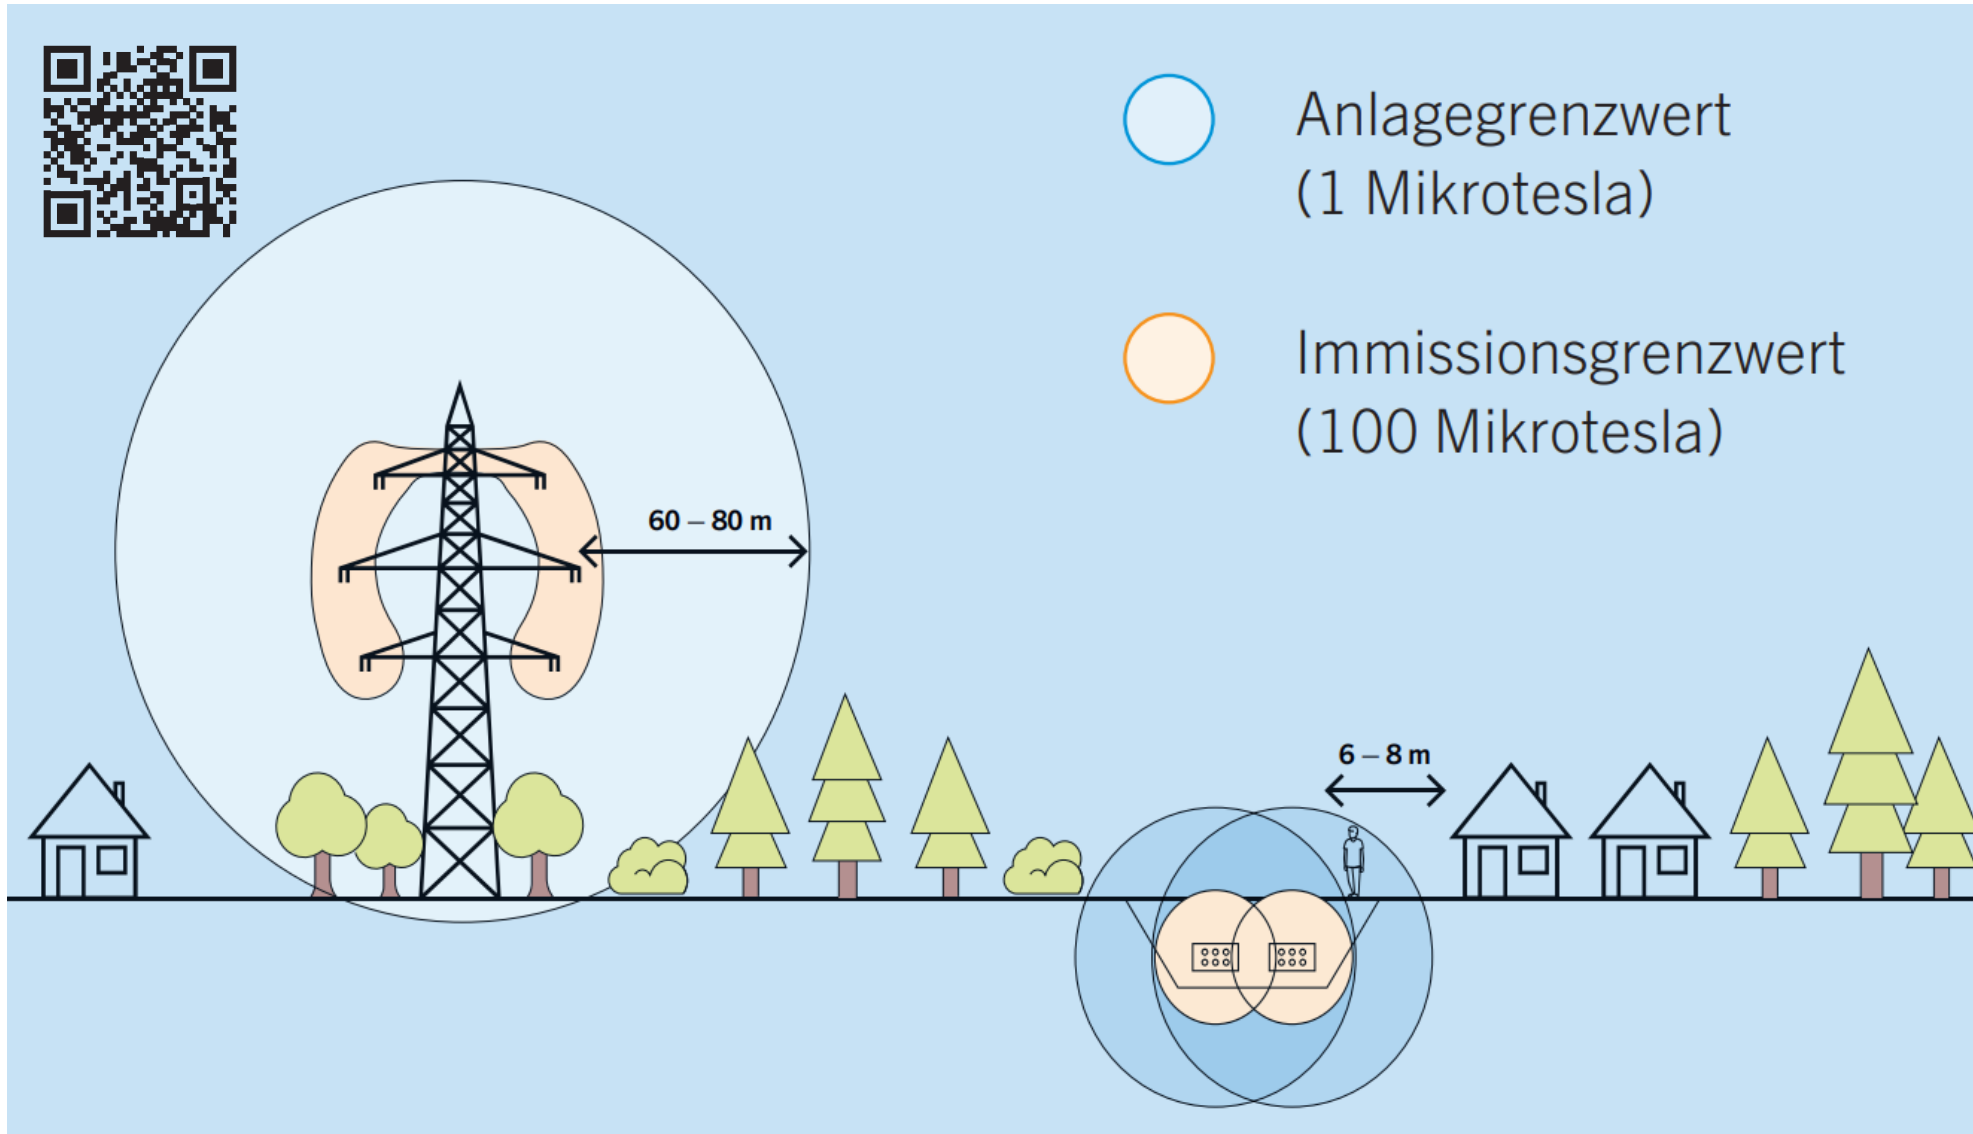 Anlagegrenzwert
(1 Mikrotesla)
Immissionsgrenzwert
(100 Mikrotesla)
60 – 80 m
6 – 8 m